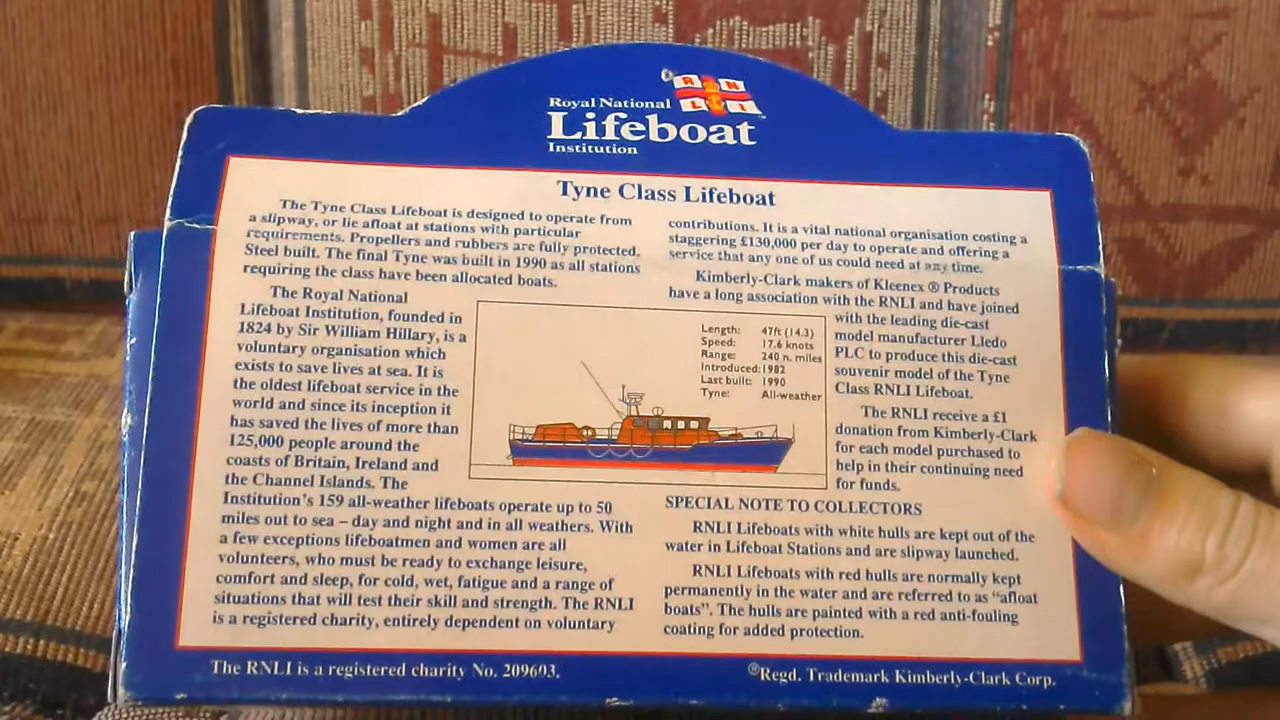 R N
L I
Royal National
Lifeboat
Institution
Tyne Class Lifeboat
The Tyne Class Lifeboat is designed to operate from
a slipway, or lie afloat at stations with particular
requirements. Propellers and rubbers are fully protected.
Steel built. The final Tyne was built in 1990 as all stations
requiring the class have been allocated boats.
The Royal National
Lifeboat Institution, founded in
1824 by Sir William Hillary, is a
voluntary organisation which
exists to save lives at sea. It is
the oldest lifeboat service in the
world and since its inception it
has saved the lives of more than
125,000 people around the
coasts of Britain, Ireland and
the Channel Islands. The
Institution's 159 all-weather lifeboats operate up to 50
miles out to sea – day and night and in all weathers. With
a few exceptions lifeboatmen and women are all
volunteers, who must be ready to exchange leisure,
comfort and sleep, for cold, wet, fatigue and a range of
situations that will test their skill and strength. The RNLI
is a registered charity, entirely dependent on voluntary
contributions. It is a vital national organisation costing a
staggering £130,000 per day to operate and offering a
service that any one of us could need at any time.
Kimberly-Clark makers of Kleenex ® Products
have a long association with the RNLI and have joined
with the leading die-cast
model manufacturer Lledo
PLC to produce this die-cast
souvenir model of the Tyne
Class RNLI Lifeboat.
The RNLI receive a £1
donation from Kimberly-Clark
for each model purchased to
help in their continuing need
for funds.
Length: 47ft (14.3)
Speed: 17.6 knots
Range: 240 n. miles
Introduced: 1982
Last built: 1990
Tyne: All-weather
SPECIAL NOTE TO COLLECTORS
RNLI Lifeboats with white hulls are kept out of the
water in Lifeboat Stations and are slipway launched.
RNLI Lifeboats with red hulls are normally kept
permanently in the water and are referred to as "afloat
boats". The hulls are painted with a red anti-fouling
coating for added protection.
The RNLI is a registered charity No. 209603.
®Regd. Trademark Kimberly-Clark Corp.